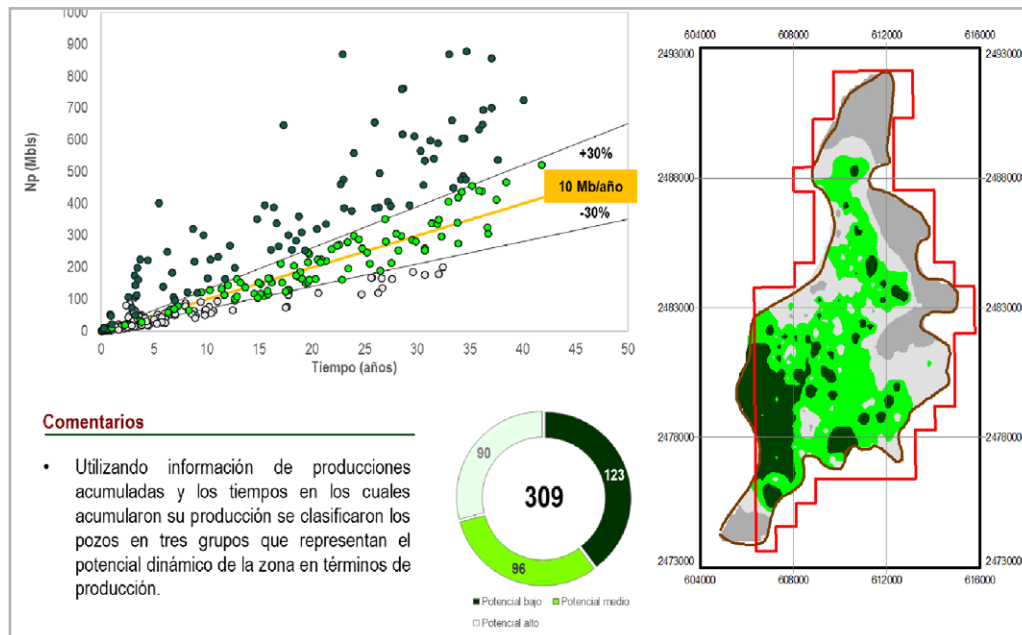 1000
900
800
700
600
500
400
300
200
100
0
Np (Mbls)
+30%
10 Mb/año
-30%
0 5 10 15 20 25 30 35 40 45 50
Tiempo (años)
604000 608000 612000 616000
2493000 2493000
2488000 2488000
2483000 2483000
2478000 2478000
2473000 2473000
604000 608000 612000 616000
Comentarios
• Utilizando información de producciones
acumuladas y los tiempos en los cuales
acumularon su producción se clasificaron los
pozos en tres grupos que representan el
potencial dinámico de la zona en términos de
producción.
90
123
309
96
Potencial bajo Potencial medio
Potencial alto